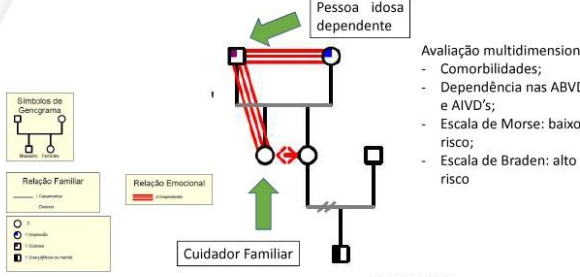 Pessoa idosa
dependente
Avaliação multidimension
- Comorbilidades;
- Dependência nas ABVD
e AIVD's;
- Escala de Morse: baixo
risco;
- Escala de Braden: alto
risco
Símbolos de
Genograma
Masculino Feminino
Relação Familiar
Casamento
Divórcio
Relação Emocional
Cuidador Familiar